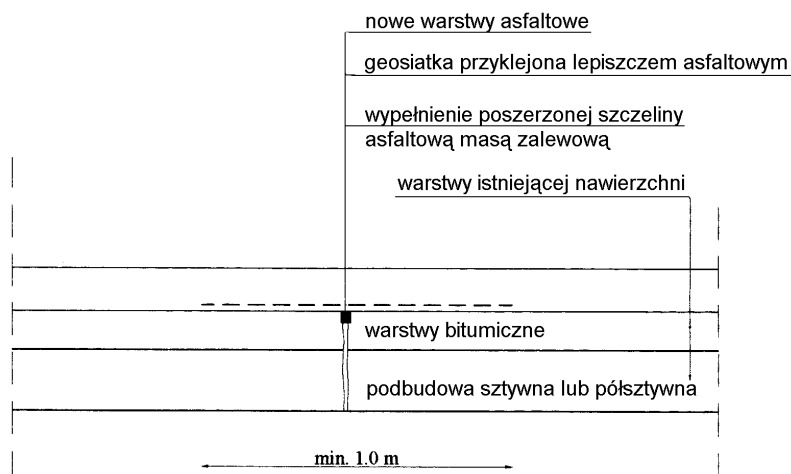 nowe warstwy asfaltowe
geosiatka przyklejona lepiszczem asfaltowym
wypełnienie poszerzonej szczeliny
asfaltową masą zalewową
warstwy istniejącej nawierzchni
warstwy bitumiczne
podbudowa sztywna lub półsztywna
min. 1.0 m